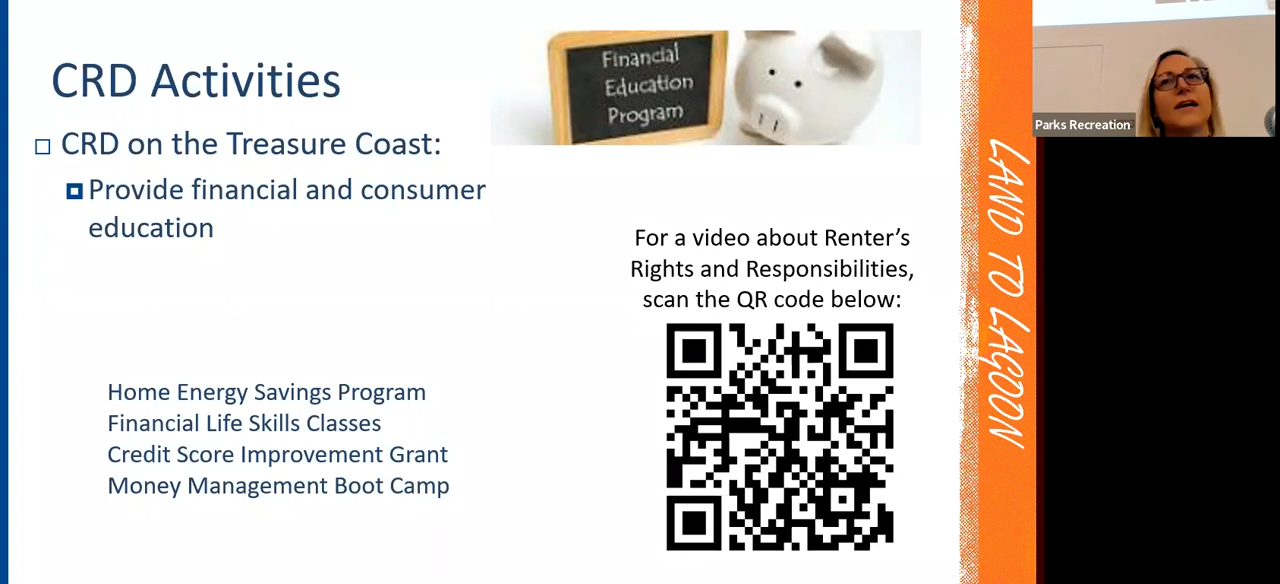 CRD Activities
CRD on the Treasure Coast:
Provide financial and consumer
education
Financial
Education
Program
For a video about Renter's
Rights and Responsibilities,
scan the QR code below:
Home Energy Savings Program
Financial Life Skills Classes
Credit Score Improvement Grant
Money Management Boot Camp
LAND TO LAGOON
Parks Recreation